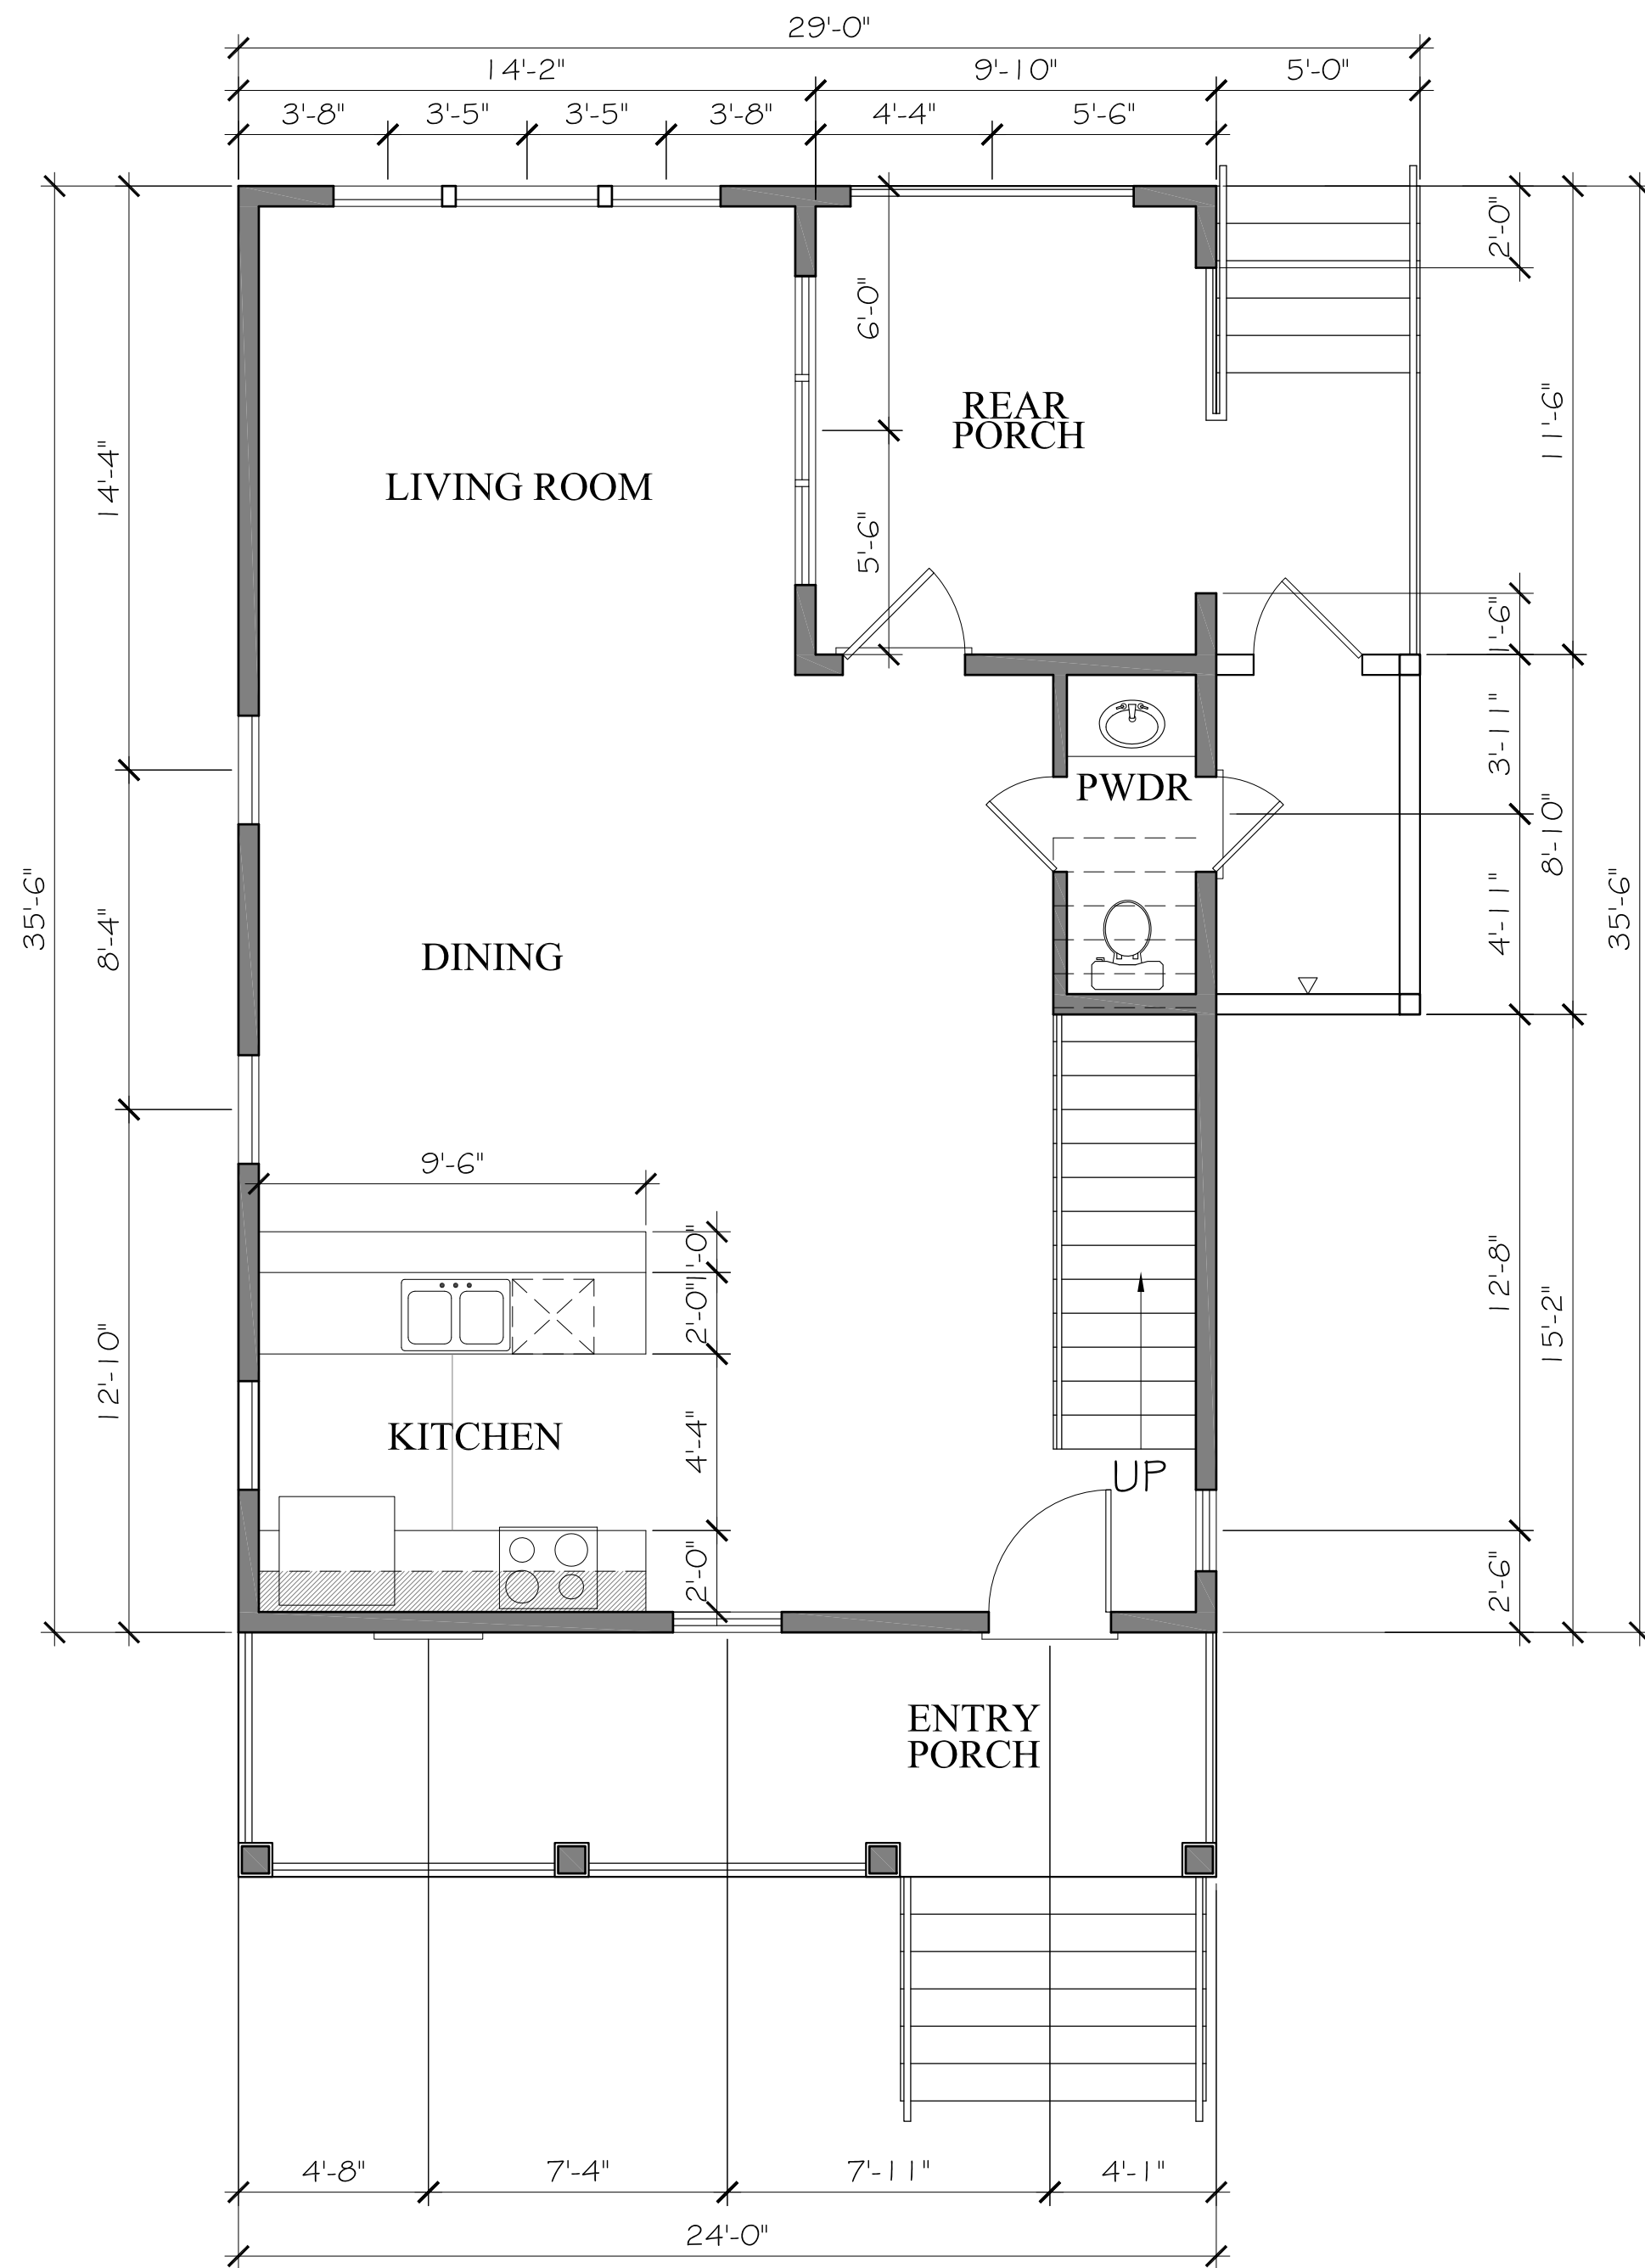 29'-0"
14'-2" 9'-10" 5'-0"
3'-8" 3'-5" 3'-5" 3'-8" 4'-4" 5'-6"
2'-0"
6'-0"
REAR
PORCH
11'-6"
14'-4"
LIVING ROOM
5'-6"
1'-6"
3'-11"
PWDR
8'-10"
35'-6"
8'-4"
DINING
4'-11"
35'-6"
9'-6"
1'-0"
2'-0"
12'-8"
15'-2"
12'-10"
KITCHEN
4'-4"
UP
2'-0"
2'-6"
ENTRY
PORCH
4'-8" 7'-4" 7'-11" 4'-1"
24'-0"